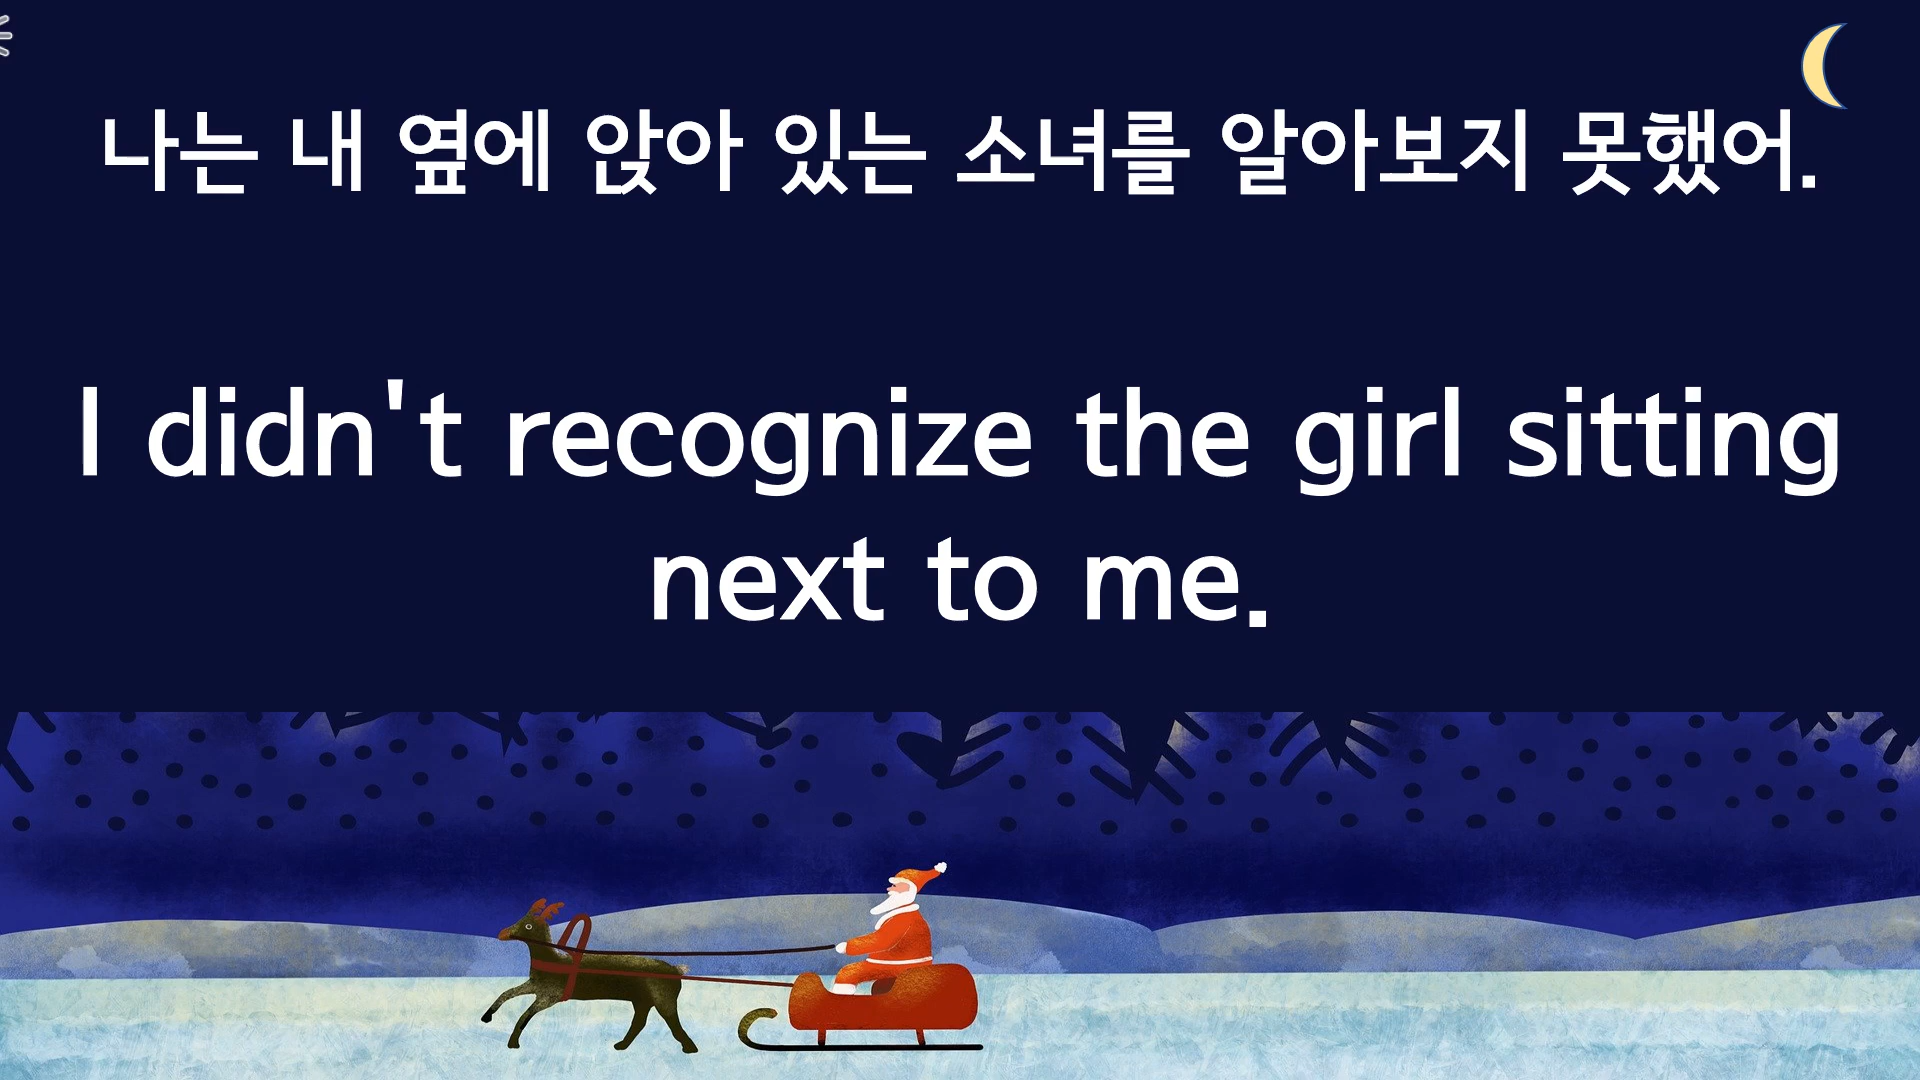 나는 내 옆에 앉아 있는 소녀를 알아보지 못했어.
I didn't recognize the girl sitting
next to me.